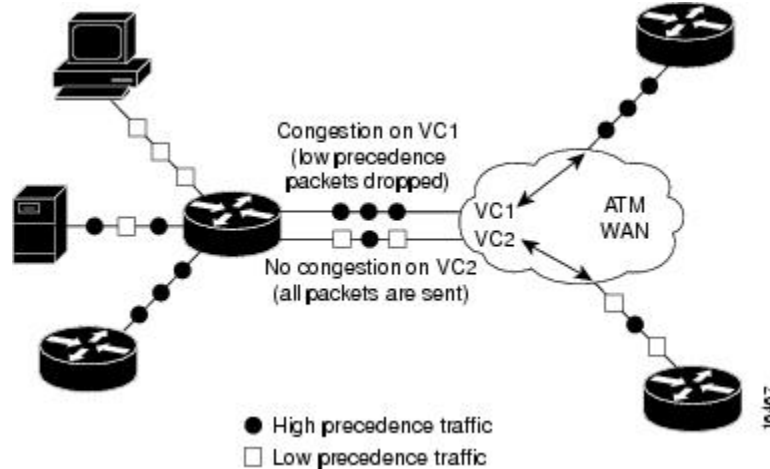 Congestion on VC1
(low precedence
packets dropped)
VC1
VC2
ATM
WAN
No congestion on VC2
(all packets are sent)
High precedence traffic
Low precedence traffic